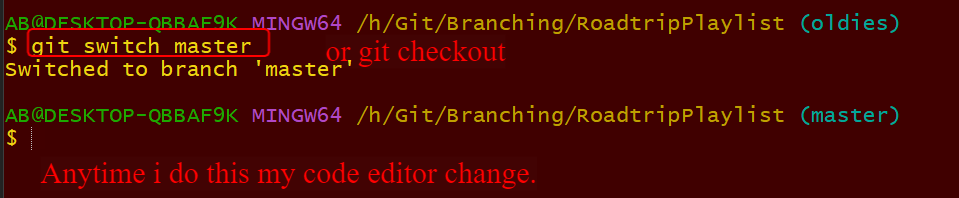 AB@DESKTOP-QBBAF9K MINGW64 /h/Git/Branching/RoadtripPlaylist (oldies)
$ git switch master or git checkout
Switched to branch 'master'
AB@DESKTOP-QBBAF9K MINGW64 /h/Git/Branching/RoadtripPlaylist (master)
$
Anytime i do this my code editor change.